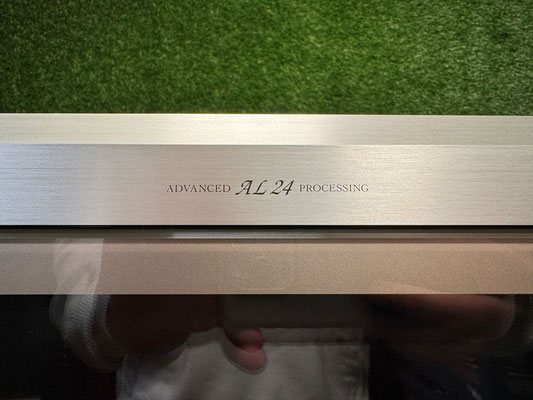 ADVANCED AL 24 PROCESSING